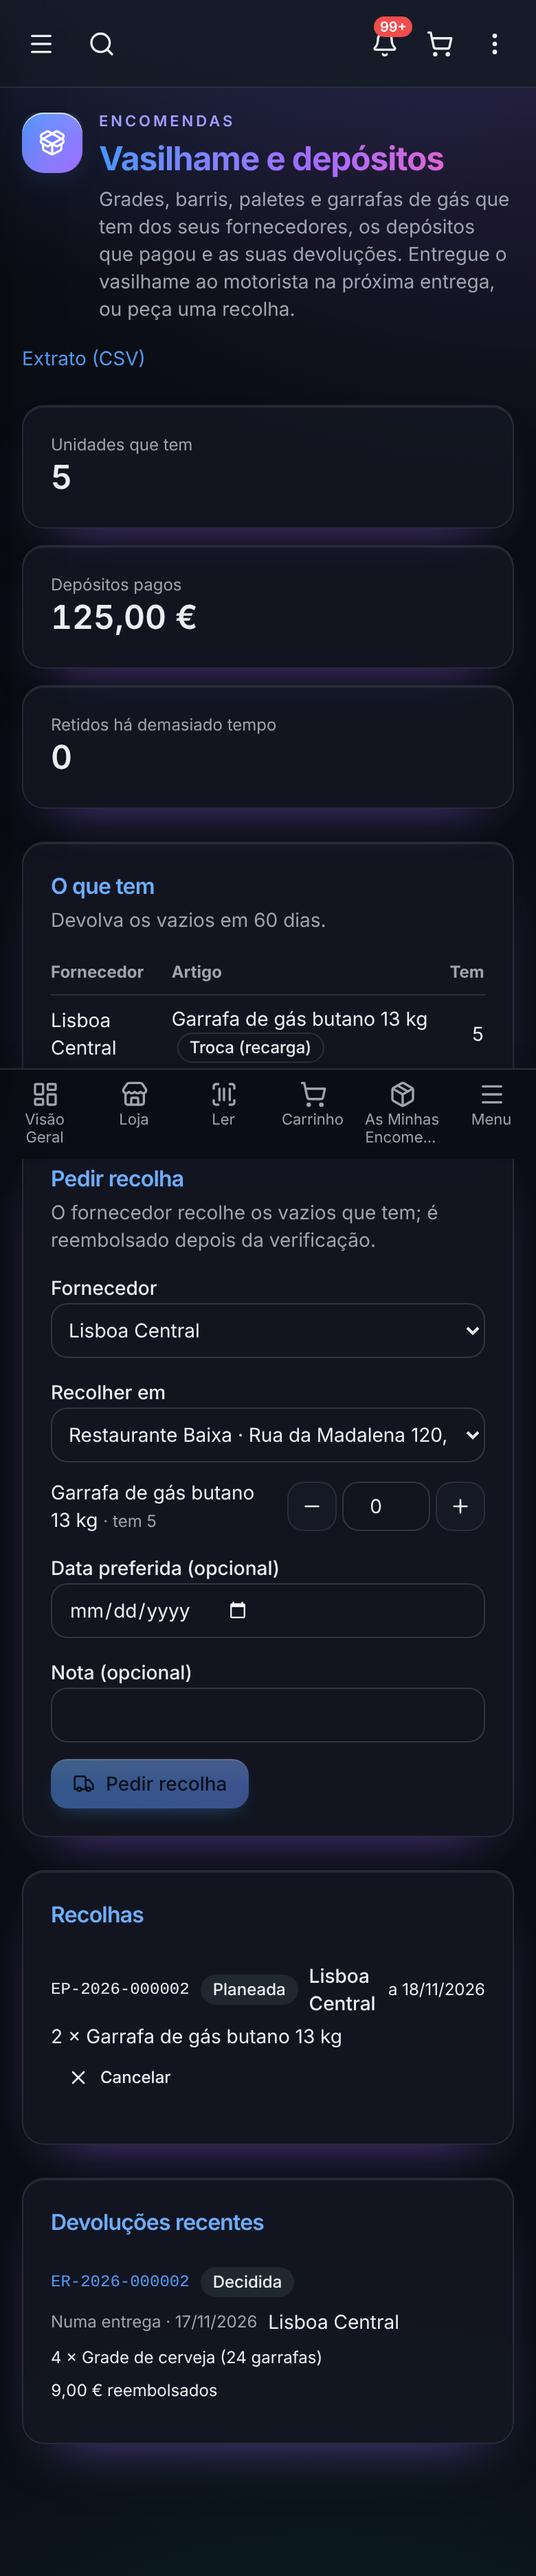 99+
ENCOMENDAS
Vasilhame e depósitos
Grades, barris, paletes e garrafas de gás que
tem dos seus fornecedores, os depósitos
que pagou e as suas devoluções. Entregue o
vasilhame ao motorista na próxima entrega,
ou peça uma recolha.
Extrato (CSV)
Unidades que tem
5
Depósitos pagos
125,00 €
Retidos há demasiado tempo
0
O que tem
Devolva os vazios em 60 dias.
Fornecedor Artigo Tem
Lisboa Central Garrafa de gás butano 13 kg 5
Troca (recarga)
Visão Geral Loja Ler Carrinho As Minhas Encome... Menu
Pedir recolha
O fornecedor recolhe os vazios que tem; é
reembolsado depois da verificação.
Fornecedor
Lisboa Central
Recolher em
Restaurante Baixa · Rua da Madalena 120,
Garrafa de gás butano
13 kg · tem 5
0
Data preferida (opcional)
mm/dd/yyyy
Nota (opcional)
Pedir recolha
Recolhas
EP-2026-000002 Planeada Lisboa Central a 18/11/2026
2 × Garrafa de gás butano 13 kg
Cancelar
Devoluções recentes
ER-2026-000002 Decidida
Numa entrega · 17/11/2026 Lisboa Central
4 × Grade de cerveja (24 garrafas)
9,00 € reembolsados